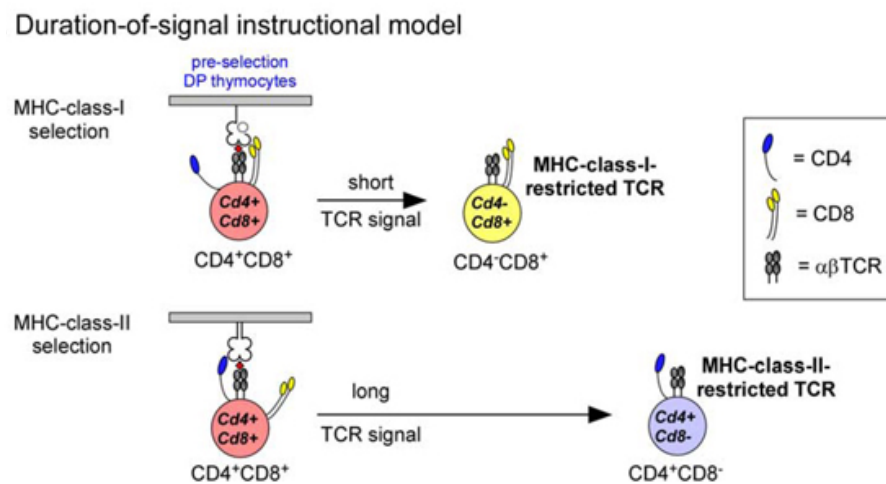 Duration-of-signal instructional model
pre-selection
DP thymocytes
MHC-class-I
selection
Cd4+
Cd8+
CD4⁺CD8⁺
short
TCR signal
Cd4-
Cd8+
CD4⁻CD8⁺
MHC-class-I-
restricted TCR
= CD4
= CD8
= αβTCR
MHC-class-II
selection
Cd4+
Cd8+
CD4⁺CD8⁺
long
TCR signal
Cd4+
Cd8-
CD4⁺CD8⁻
MHC-class-II-
restricted TCR